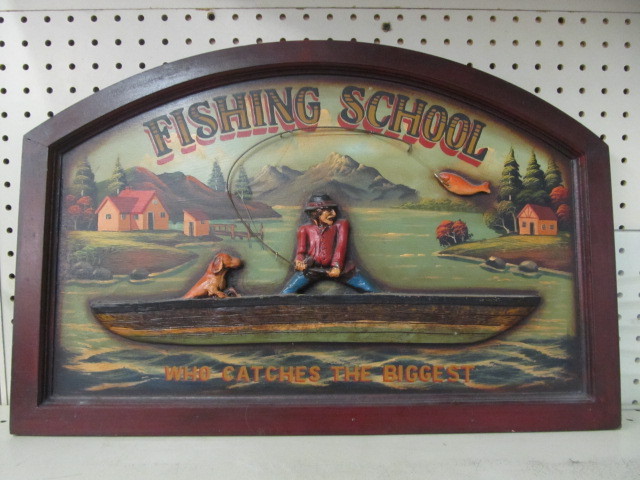 FISHING SCHOOL
WHO CATCHES THE BIGGEST